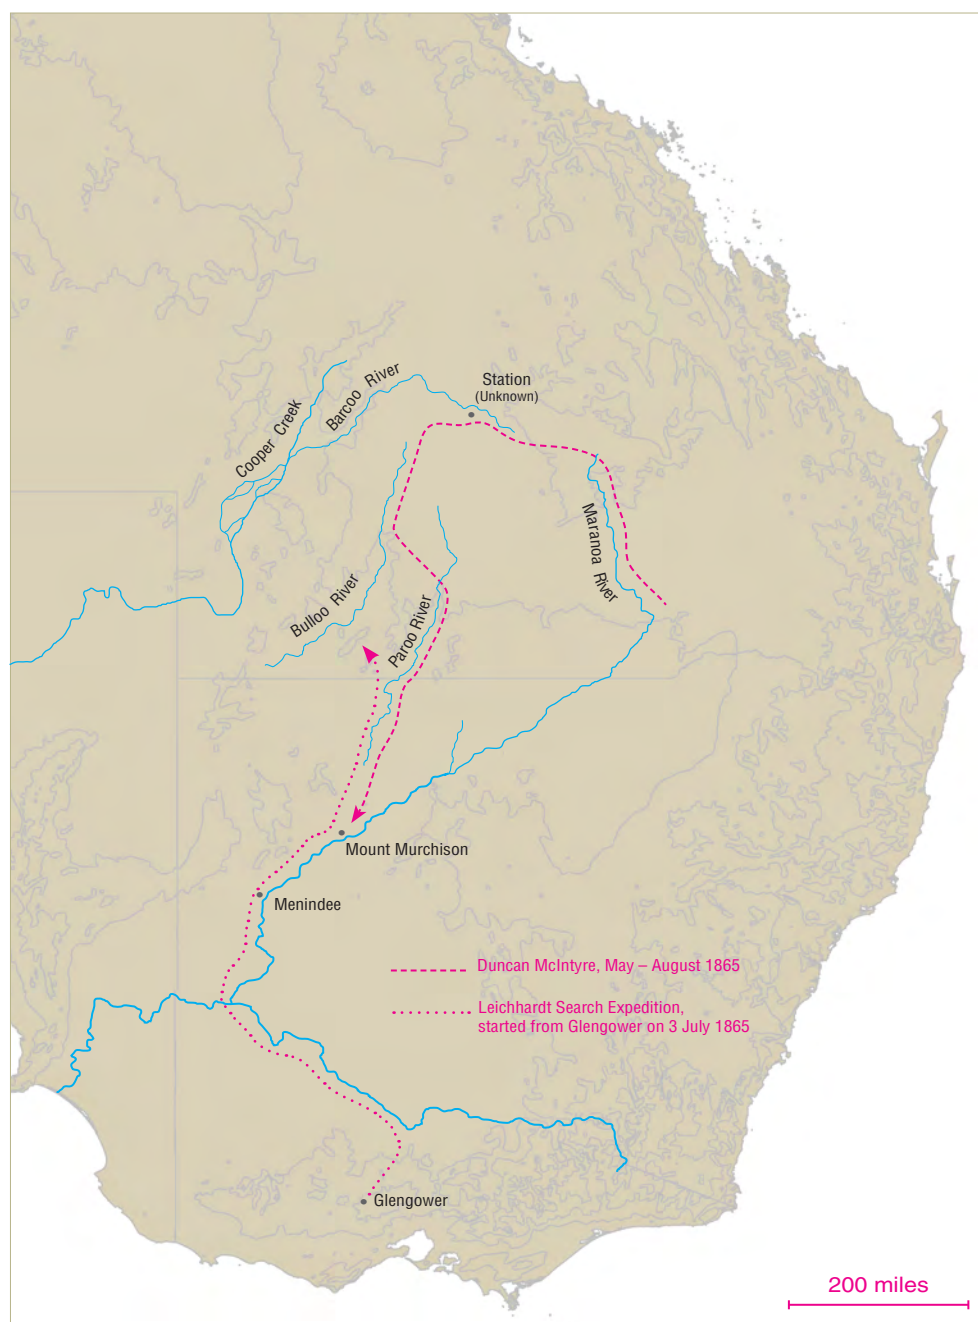 Station
(Unknown)
Barcoo River
Cooper Creek
Maranoa River
Bulloo River
Paroo River
Mount Murchison
Menindee
Duncan McIntyre, May – August 1865
Leichhardt Search Expedition,
started from Glengower on 3 July 1865
Glengower
200 miles